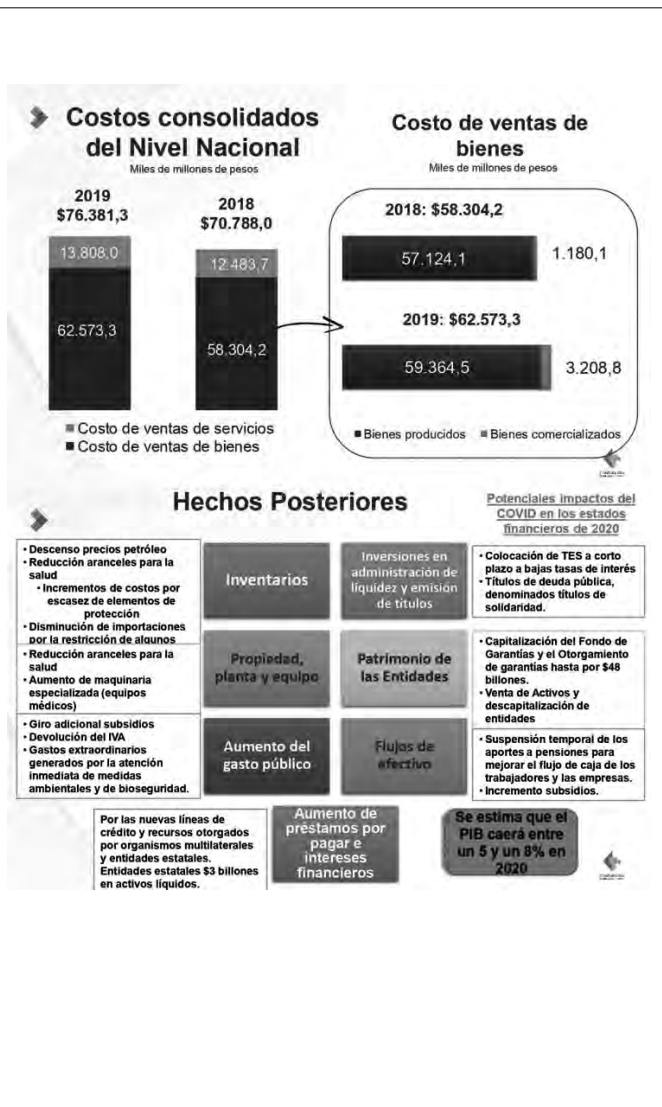 Costos consolidados
del Nivel Nacional
Miles de millones de pesos
2019
$76.381,3
2018
$70.788,0
13.808,0
12.483,7
62.573,3
58.304,2
Costo de ventas de servicios
Costo de ventas de bienes
Costo de ventas de
bienes
Miles de millones de pesos
2018: $58.304,2
57.124,1
1.180,1
2019: $62.573,3
59.364,5
3.208,8
Bienes producidos
Bienes comercializados
Hechos Posteriores
Potenciales impactos del
COVID en los estados
financieros de 2020
• Descenso precios petróleo
• Reducción aranceles para la
salud
• Incrementos de costos por
escasez de elementos de
protección
• Disminución de importaciones
por la restricción de algunos
Inventarios
Inversiones en
administración de
liquidez y emisión
de títulos
• Colocación de TES a corto
plazo a bajas tasas de interés
• Títulos de deuda pública,
denominados títulos de
solidaridad.
• Reducción aranceles para la
salud
• Aumento de maquinaria
especializada (equipos
médicos)
Propiedad,
planta y equipo
Patrimonio de
las Entidades
• Capitalización del Fondo de
Garantías y el Otorgamiento
de garantías hasta por $48
billones.
• Venta de Activos y
descapitalización de
entidades
• Giro adicional subsidios
• Devolución del IVA
• Gastos extraordinarios
generados por la atención
inmediata de medidas
ambientales y de bioseguridad.
Aumento del
gasto público
Flujos de
efectivo
• Suspensión temporal de los
aportes a pensiones para
mejorar el flujo de caja de los
trabajadores y las empresas.
• Incremento subsidios.
Por las nuevas líneas de
crédito y recursos otorgados
por organismos multilaterales
y entidades estatales.
Entidades estatales $3 billones
en activos líquidos.
Aumento de
préstamos por
pagar e
intereses
financieros
Se estima que el
PIB caerá entre
un 5 y un 8% en
2020